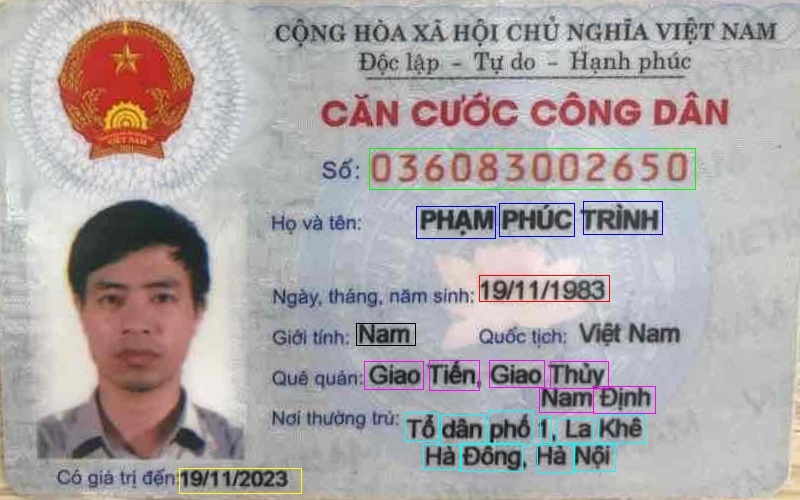 CỘNG HÒA XÃ HỘI CHỦ NGHĨA VIỆT NAM
Độc lập - Tự do - Hạnh phúc
CĂN CƯỚC CÔNG DÂN
Số: 036083002650
Họ và tên: PHẠM PHÚC TRÌNH
Ngày, tháng, năm sinh: 19/11/1983
Giới tính: Nam Quốc tịch: Việt Nam
Quê quán: Giao Tiến, Giao Thủy
Nam Định
Nơi thường trú: Tổ dân phố 1, La Khê
Hà Đông, Hà Nội
Có giá trị đến: 19/11/2023
VIỆT NAM